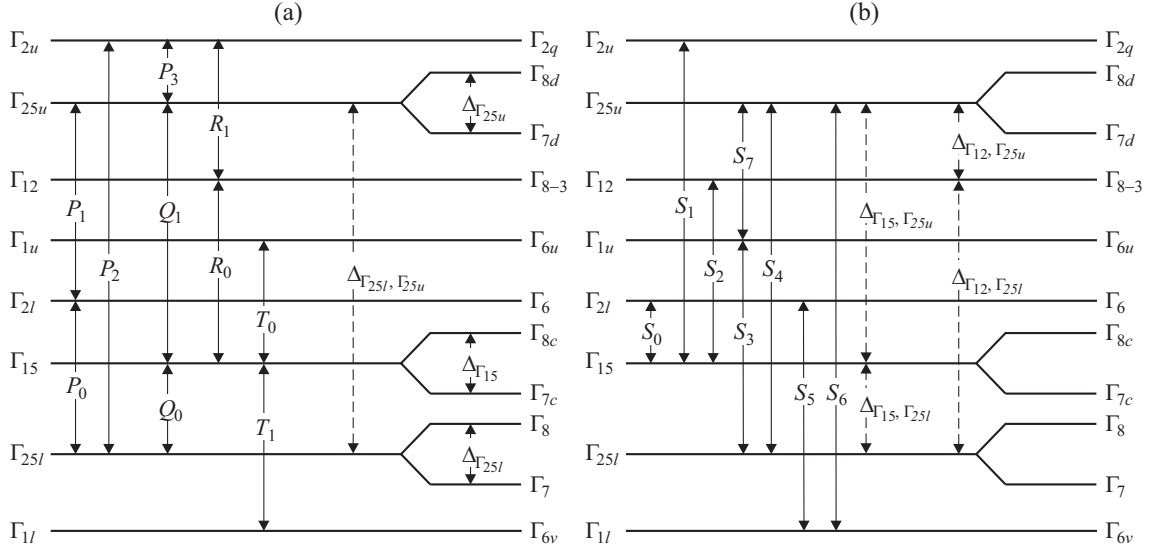 (a)
Γ2u Γ2q
P3
Γ8d
Γ25u ΔΓ25u
Γ7d
R1
Γ12 Γ8−3
P1 Q1
Γ1u Γ6u
P2 R0 ΔΓ25l, Γ25u
Γ2l Γ6
T0
Γ8c
Γ15 ΔΓ15
Γ7c
P0 Q0 T1
Γ8
Γ25l ΔΓ25l
Γ7
Γ1l Γ6v
(b)
Γ2u Γ2q
Γ8d
Γ25u
Γ7d
S7 ΔΓ12, Γ25u
Γ12 Γ8−3
S1 ΔΓ15, Γ25u
Γ1u Γ6u
S2 S4 ΔΓ12, Γ25l
Γ2l Γ6
S0 S3
Γ8c
Γ15
Γ7c
S5 S6 ΔΓ15, Γ25l
Γ8
Γ25l
Γ7
Γ1l Γ6v